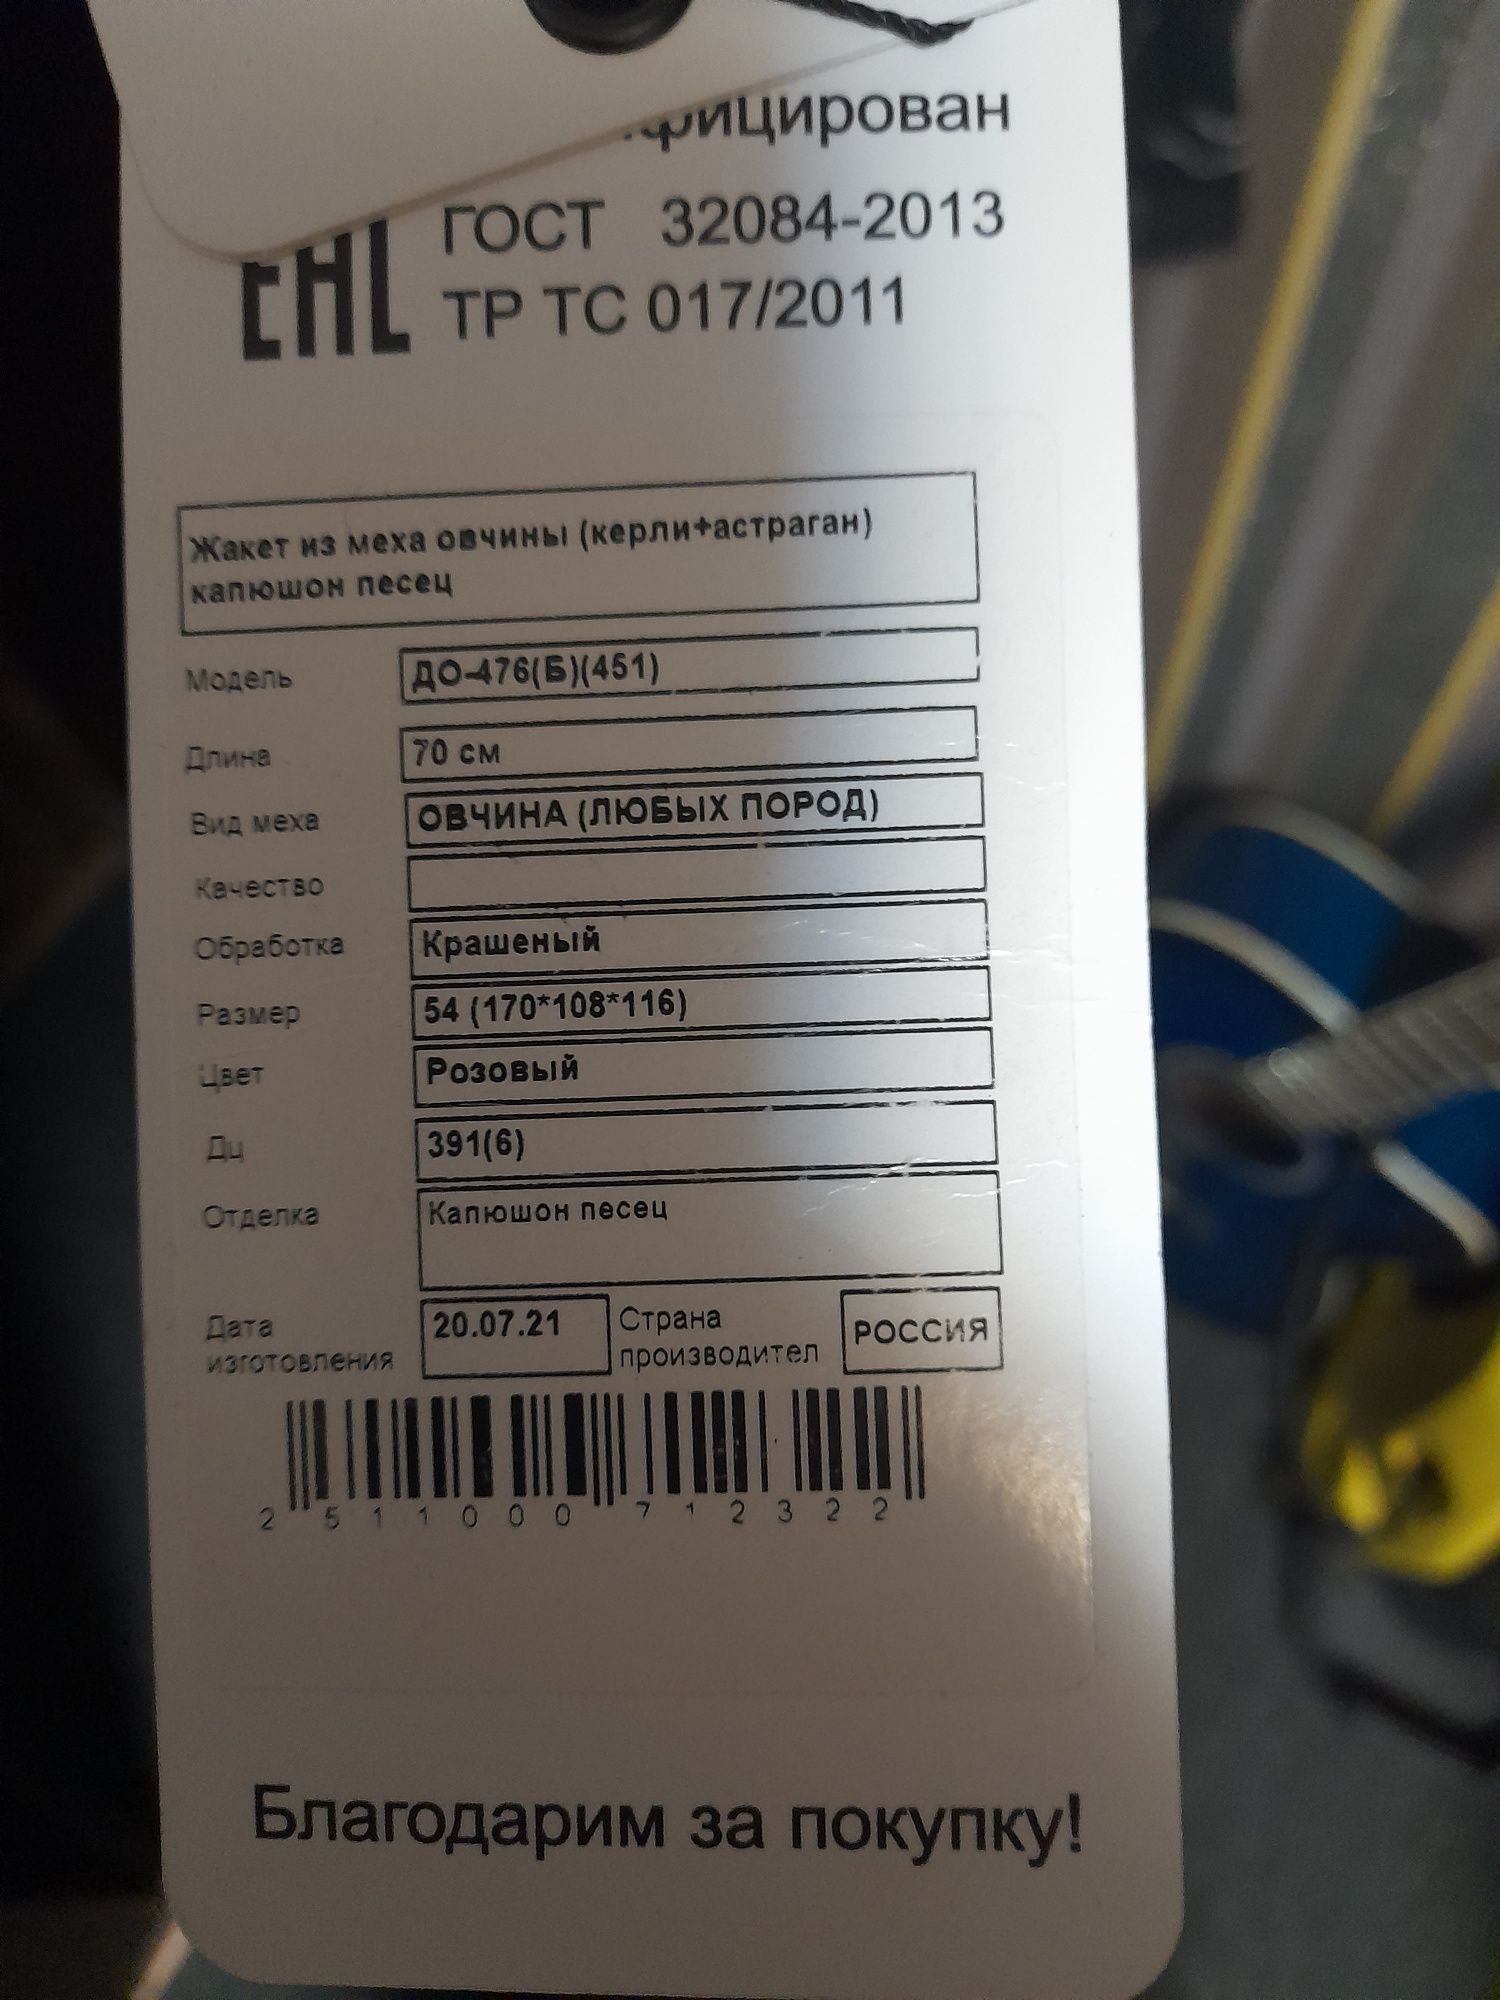 ГОСТ 32084-2013
EAC ТР ТС 017/2011
Жакет из меха овчины (керли+астраган)
капюшон песец
Модель ДО-476(Б)(451)
Длина 70 см
Вид меха ОВЧИНА (ЛЮБЫХ ПОРОД)
Качество
Обработка Крашеный
Размер 54 (170*108*116)
Цвет Розовый
Дц 391(6)
Отделка Капюшон песец
Дата изготовления 20.07.21 Страна производител РОССИЯ
2 511000 712322
Благодарим за покупку!